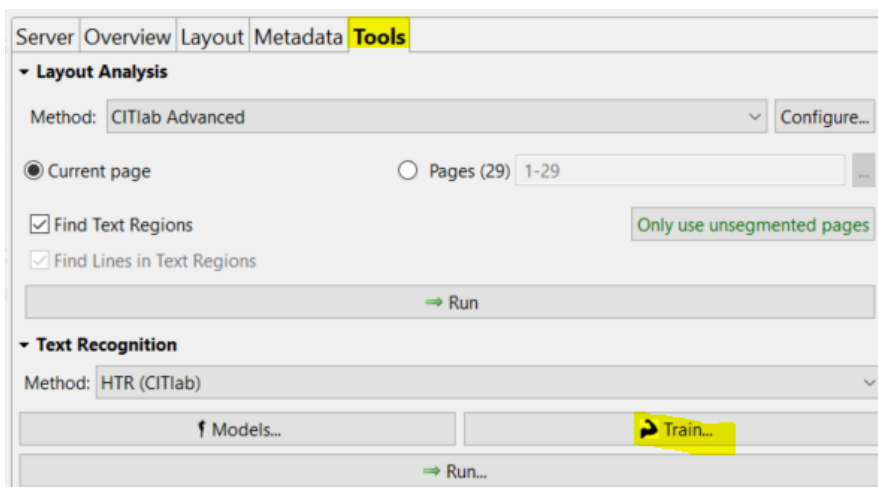 Server Overview Layout Metadata Tools
Layout Analysis
Method: CITlab Advanced Configure...
Current page Pages (29) 1-29 ...
Find Text Regions Only use unsegmented pages
Find Lines in Text Regions
⇒ Run
Text Recognition
Method: HTR (CITlab)
Models... Train...
⇒ Run...